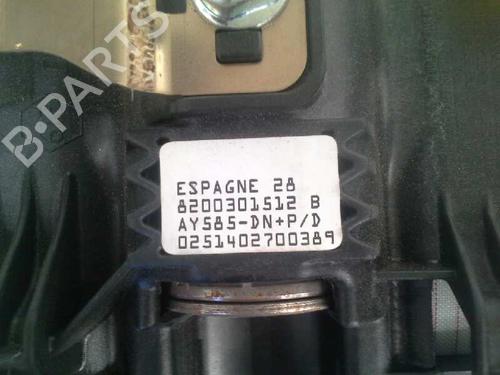 B-PARTS
ESPAGNE 28
8200301512 B
AY585-DN+P/D
0251402700389